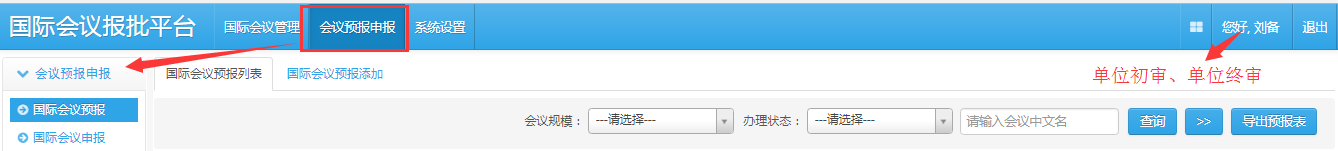 国际会议报批平台 国际会议管理 会议预报申报 系统设置 您好, 刘备 退出
会议预报申报 国际会议预报列表 国际会议预报添加 单位初审、单位终审
国际会议预报
会议规模： ---请选择--- 办理状态： ---请选择--- 请输入会议中文名 查询 >> 导出预报表
国际会议申报